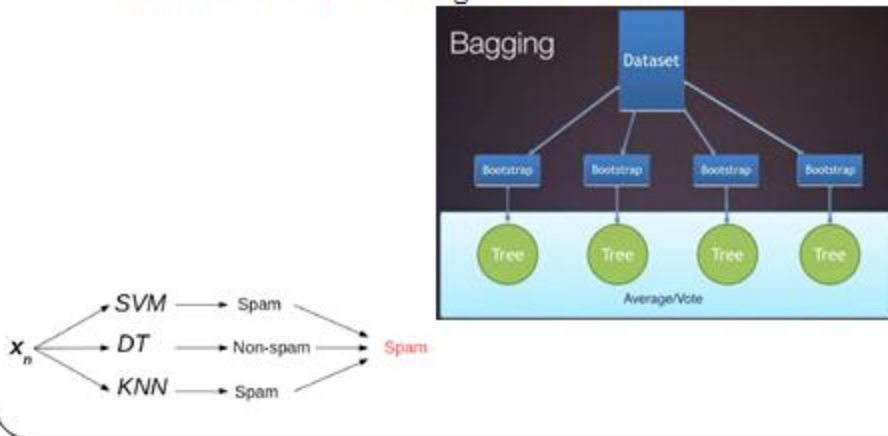 Bagging
Dataset
Bootstrap Bootstrap Bootstrap Bootstrap
Tree Tree Tree Tree
Average/Vote
SVM Spam
x_n DT Non-spam Spam
KNN Spam